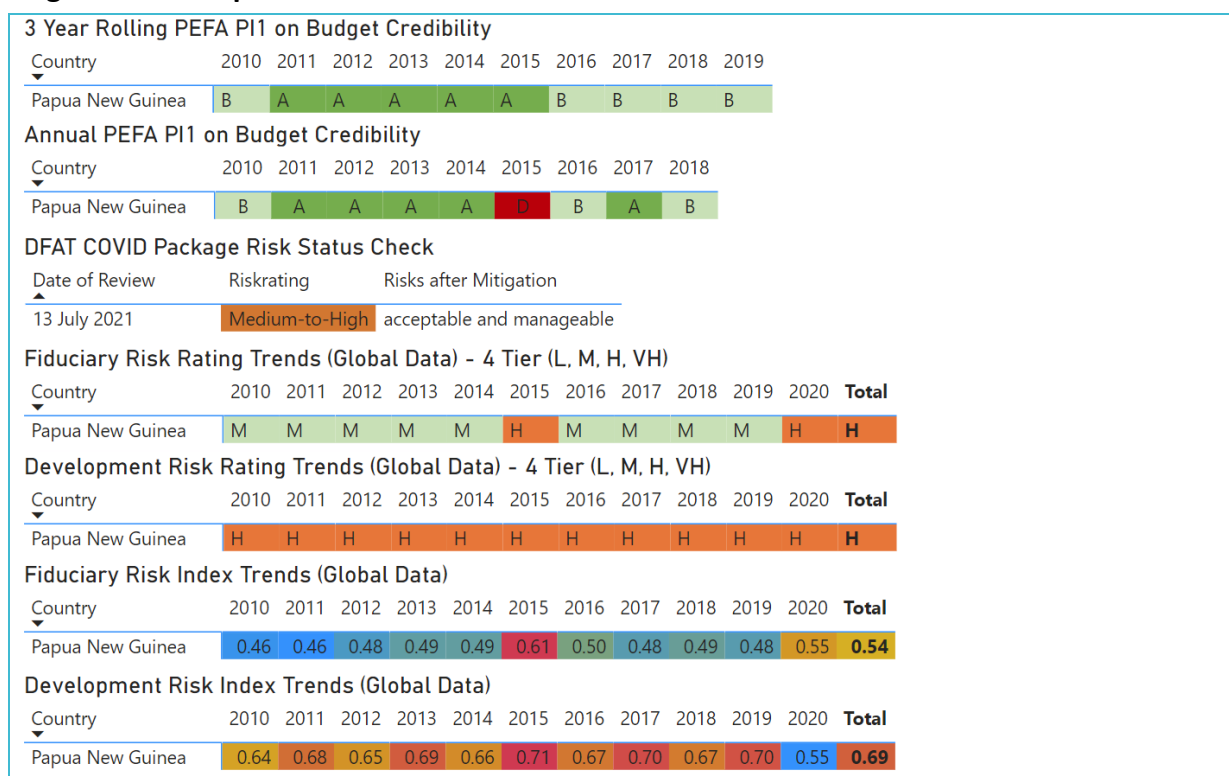 3 Year Rolling PEFA PI1 on Budget Credibility
Country 2010 2011 2012 2013 2014 2015 2016 2017 2018 2019
Papua New Guinea B A A A A A B B B B
Annual PEFA PI1 on Budget Credibility
Country 2010 2011 2012 2013 2014 2015 2016 2017 2018
Papua New Guinea B A A A A D B A B
DFAT COVID Package Risk Status Check
Date of Review Riskrating Risks after Mitigation
13 July 2021 Medium-to-High acceptable and manageable
Fiduciary Risk Rating Trends (Global Data) - 4 Tier (L, M, H, VH)
Country 2010 2011 2012 2013 2014 2015 2016 2017 2018 2019 2020 Total
Papua New Guinea M M M M M H M M M M H H
Development Risk Rating Trends (Global Data) - 4 Tier (L, M, H, VH)
Country 2010 2011 2012 2013 2014 2015 2016 2017 2018 2019 2020 Total
Papua New Guinea H H H H H H H H H H H H
Fiduciary Risk Index Trends (Global Data)
Country 2010 2011 2012 2013 2014 2015 2016 2017 2018 2019 2020 Total
Papua New Guinea 0.46 0.46 0.48 0.49 0.49 0.61 0.50 0.48 0.49 0.48 0.55 0.54
Development Risk Index Trends (Global Data)
Country 2010 2011 2012 2013 2014 2015 2016 2017 2018 2019 2020 Total
Papua New Guinea 0.64 0.68 0.65 0.69 0.66 0.71 0.67 0.70 0.67 0.70 0.55 0.69